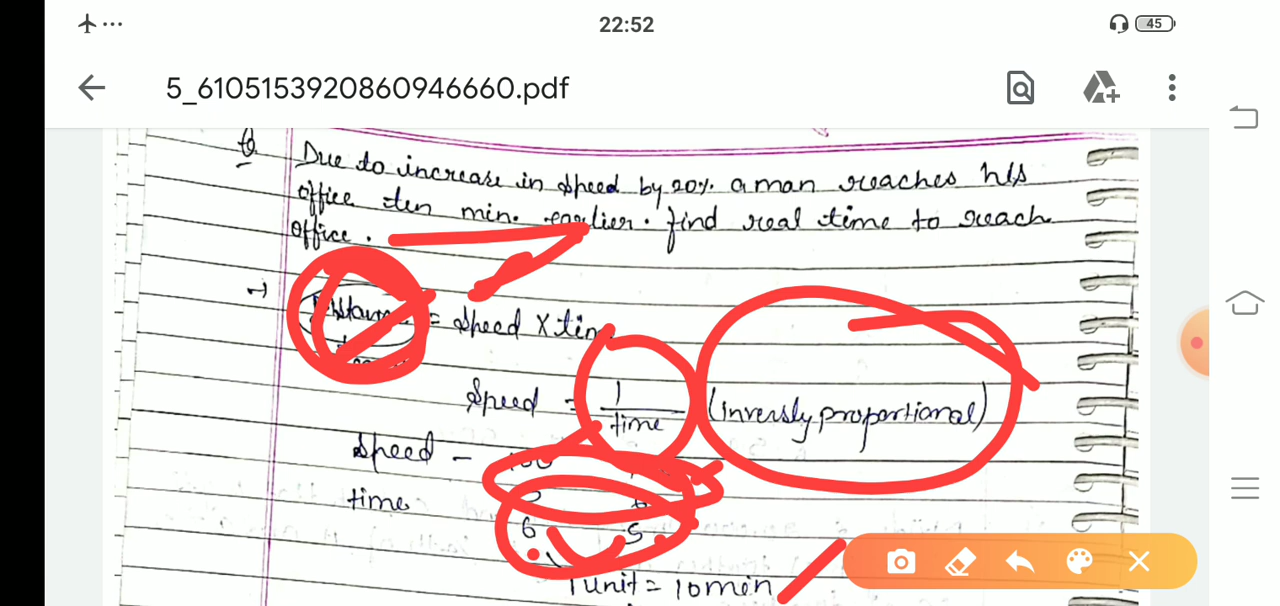 22:52
45
5_6105153920860946660.pdf
Q Due to increase in speed by 20% a man reaches his
office ten min. earlier. find real time to reach
office.
→) = Speed X
Speed = 1/time (inversly proportional)
Speed -
time
6 5
1 unit = 10 min